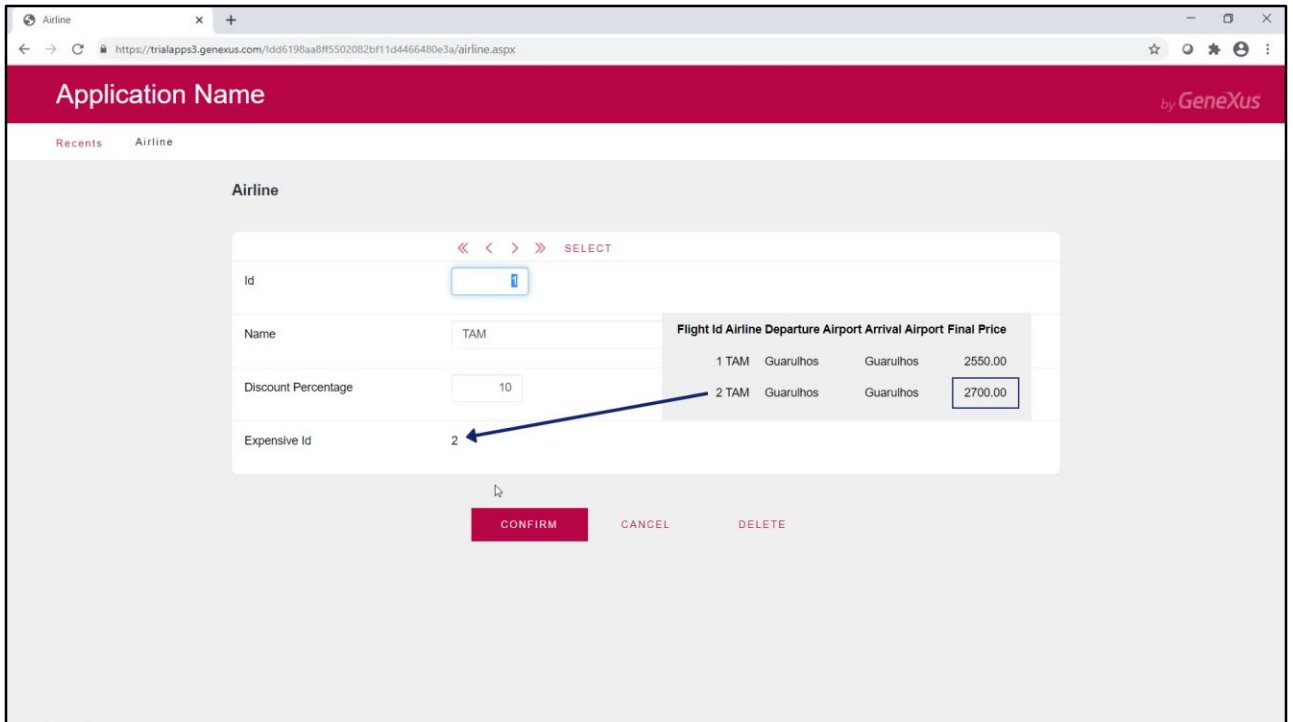 Airline
https://trialapps3.genexus.com/Idd6198aa8ff5502082bf11d4466480e3a/airline.aspx
Application Name
by GeneXus
Recents Airline
Airline
SELECT
Id 1
Name TAM
Flight Id Airline Departure Airport Arrival Airport Final Price
1 TAM Guarulhos Guarulhos 2550.00
Discount Percentage 10
2 TAM Guarulhos Guarulhos 2700.00
Expensive Id 2
CONFIRM CANCEL DELETE